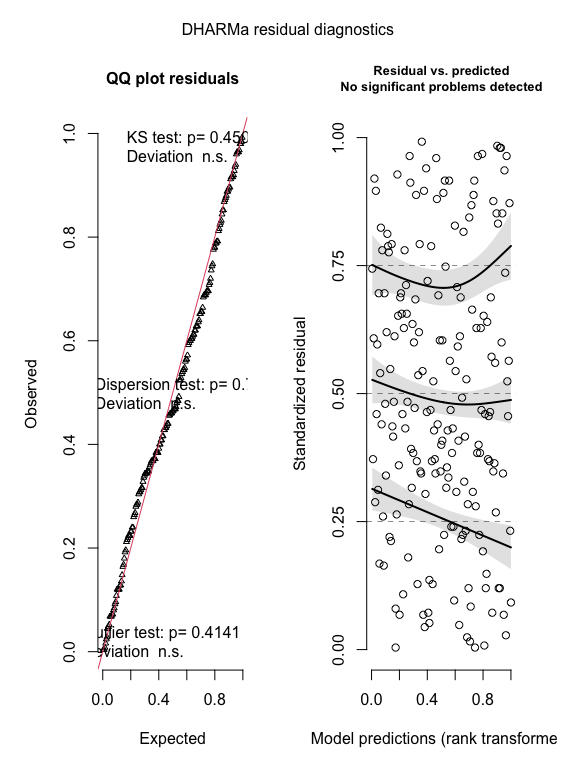 DHARMa residual diagnostics
QQ plot residuals
KS test: p= 0.45
Deviation n.s.
Dispersion test: p= 0.
Deviation n.s.
test: p= 0.4141
n.s.
Observed
0.0 0.2 0.4 0.6 0.8 1.0
0.0 0.4 0.8
Expected
Residual vs. predicted
No significant problems detected
Standardized residual
0.00 0.25 0.50 0.75 1.00
0.0 0.4 0.8
Model predictions (rank transforme